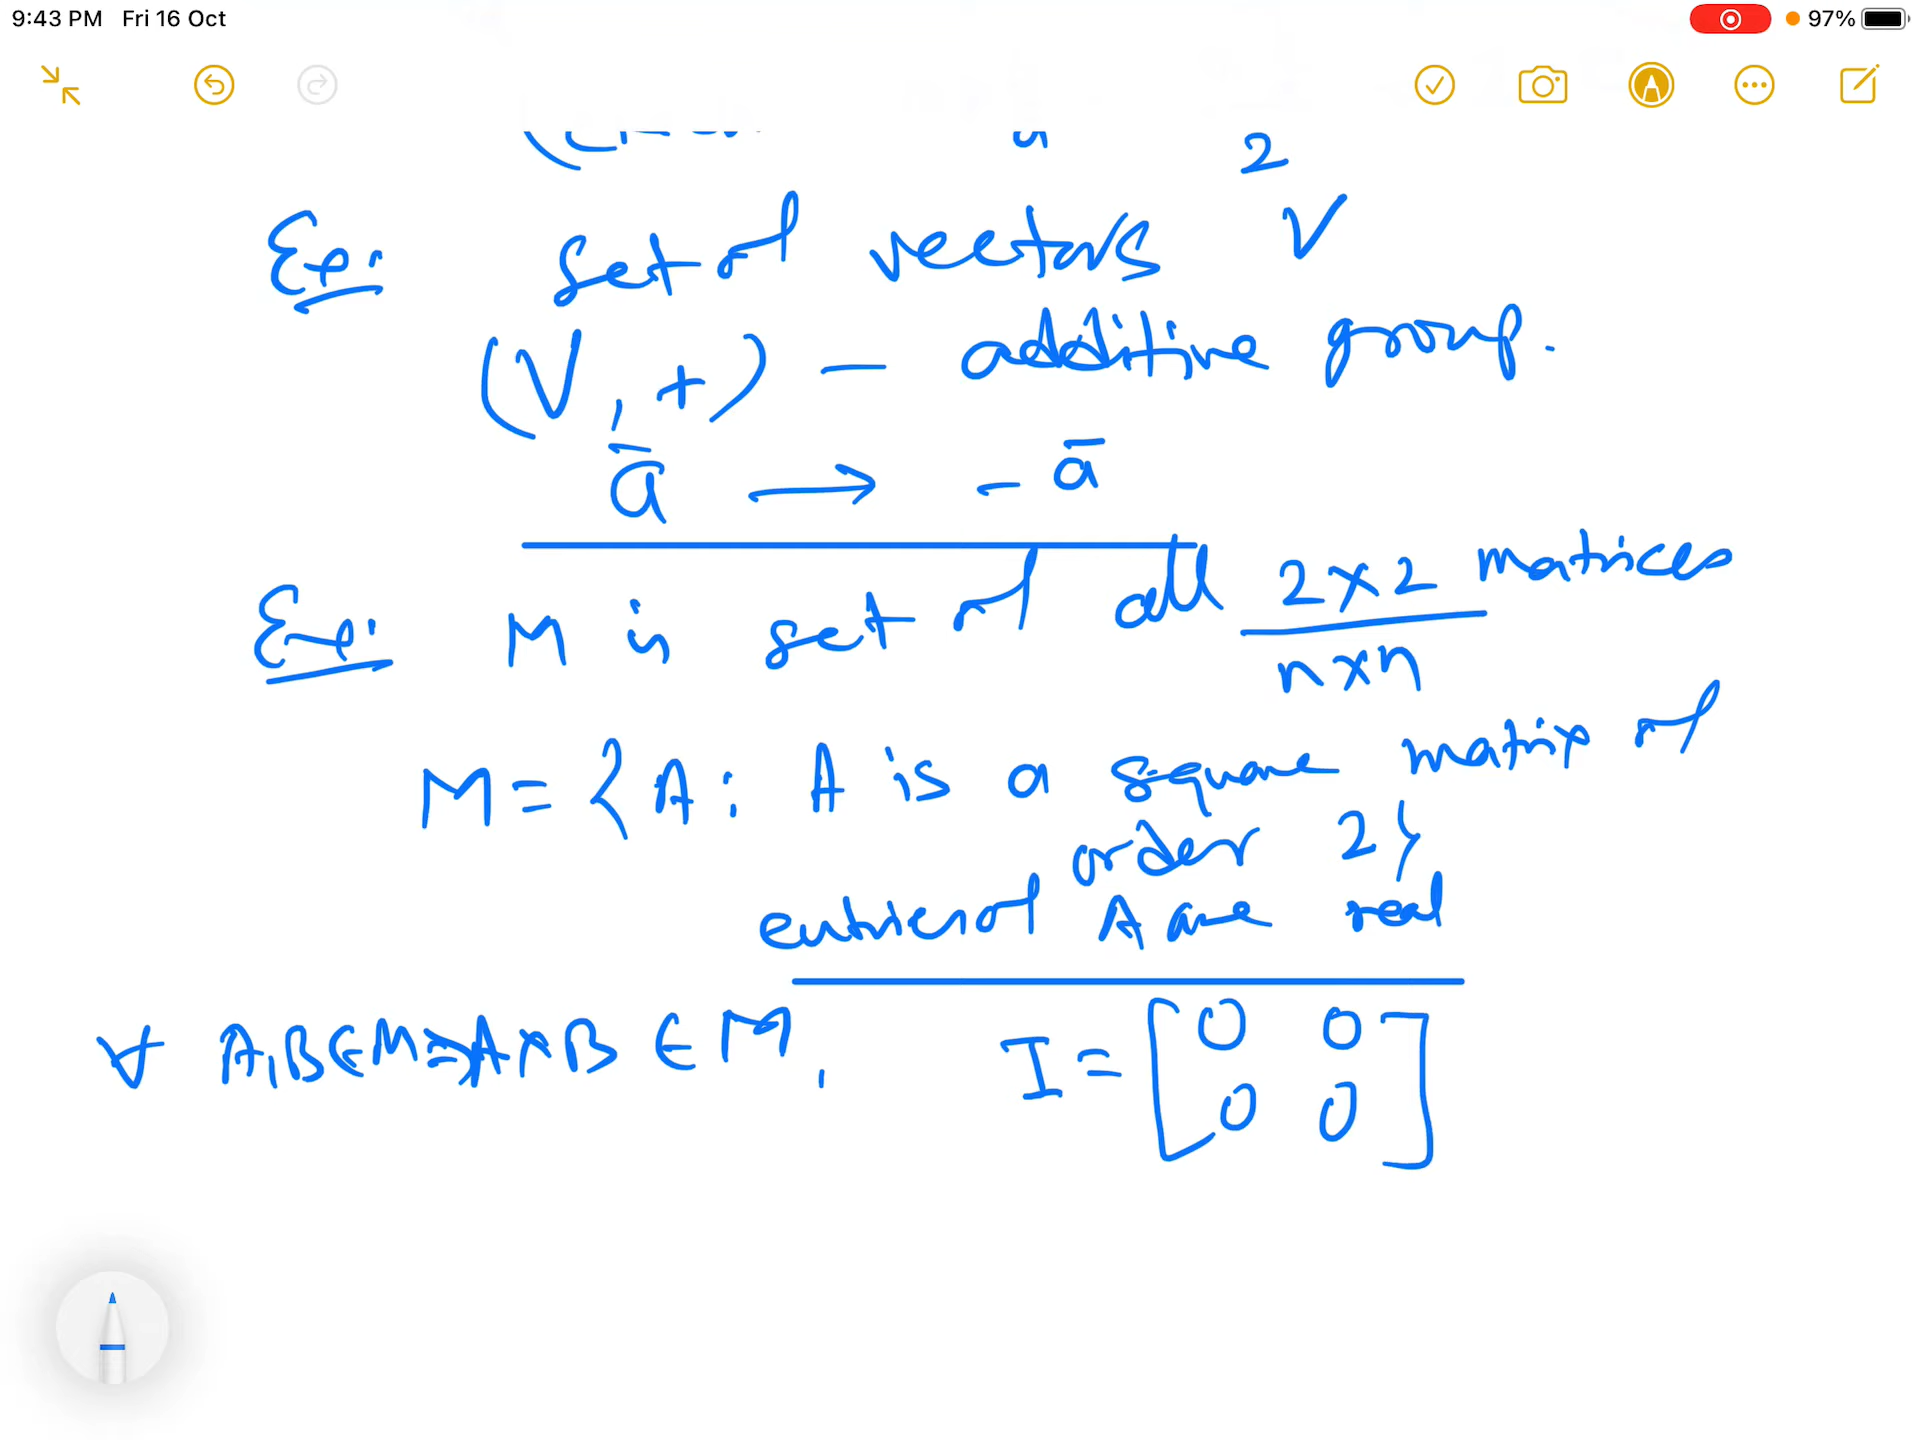 9:43 PM Fri 16 Oct 97%
2
Ex: set of vectors V
(V, +) — additive group.
ā → - ā
Ex: M is set of all 2×2 matrices
n×n
M = {A : A is a square matrix of
order 2}
entries of A are real
∀ A,B∈M ⇒ A×B ∈ M, I = [0 0
0 0]